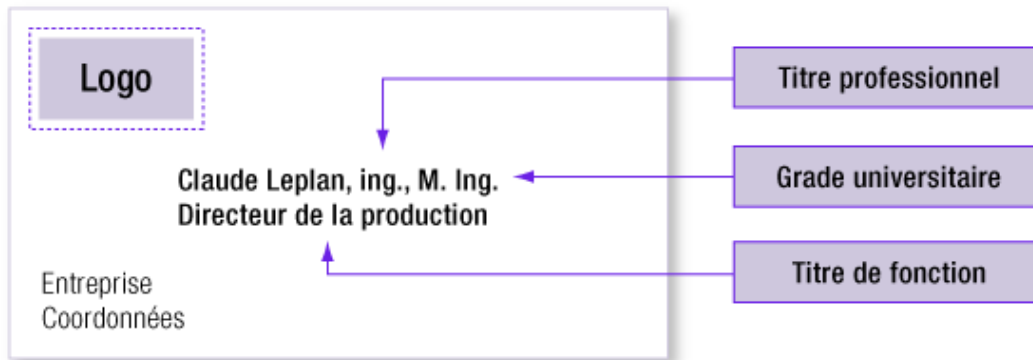 Logo
Titre professionnel
Claude Leplan, ing., M. Ing.
Directeur de la production
Grade universitaire
Titre de fonction
Entreprise
Coordonnées